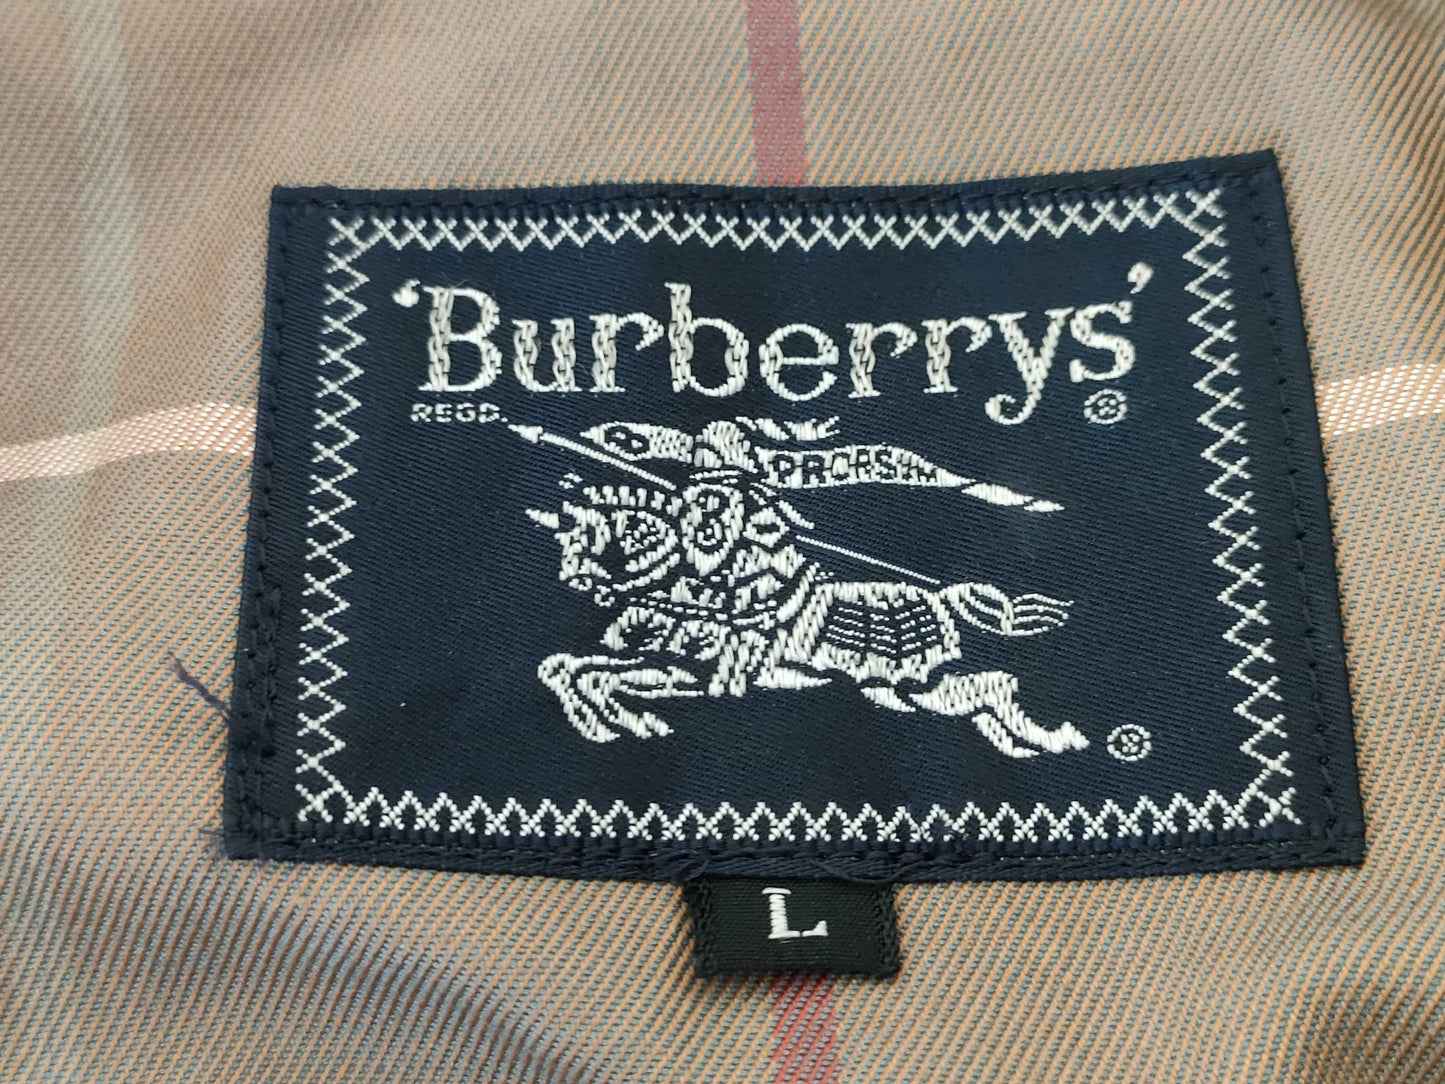 'Burberrys'
REGD. ®
B PRORSUM
®
L